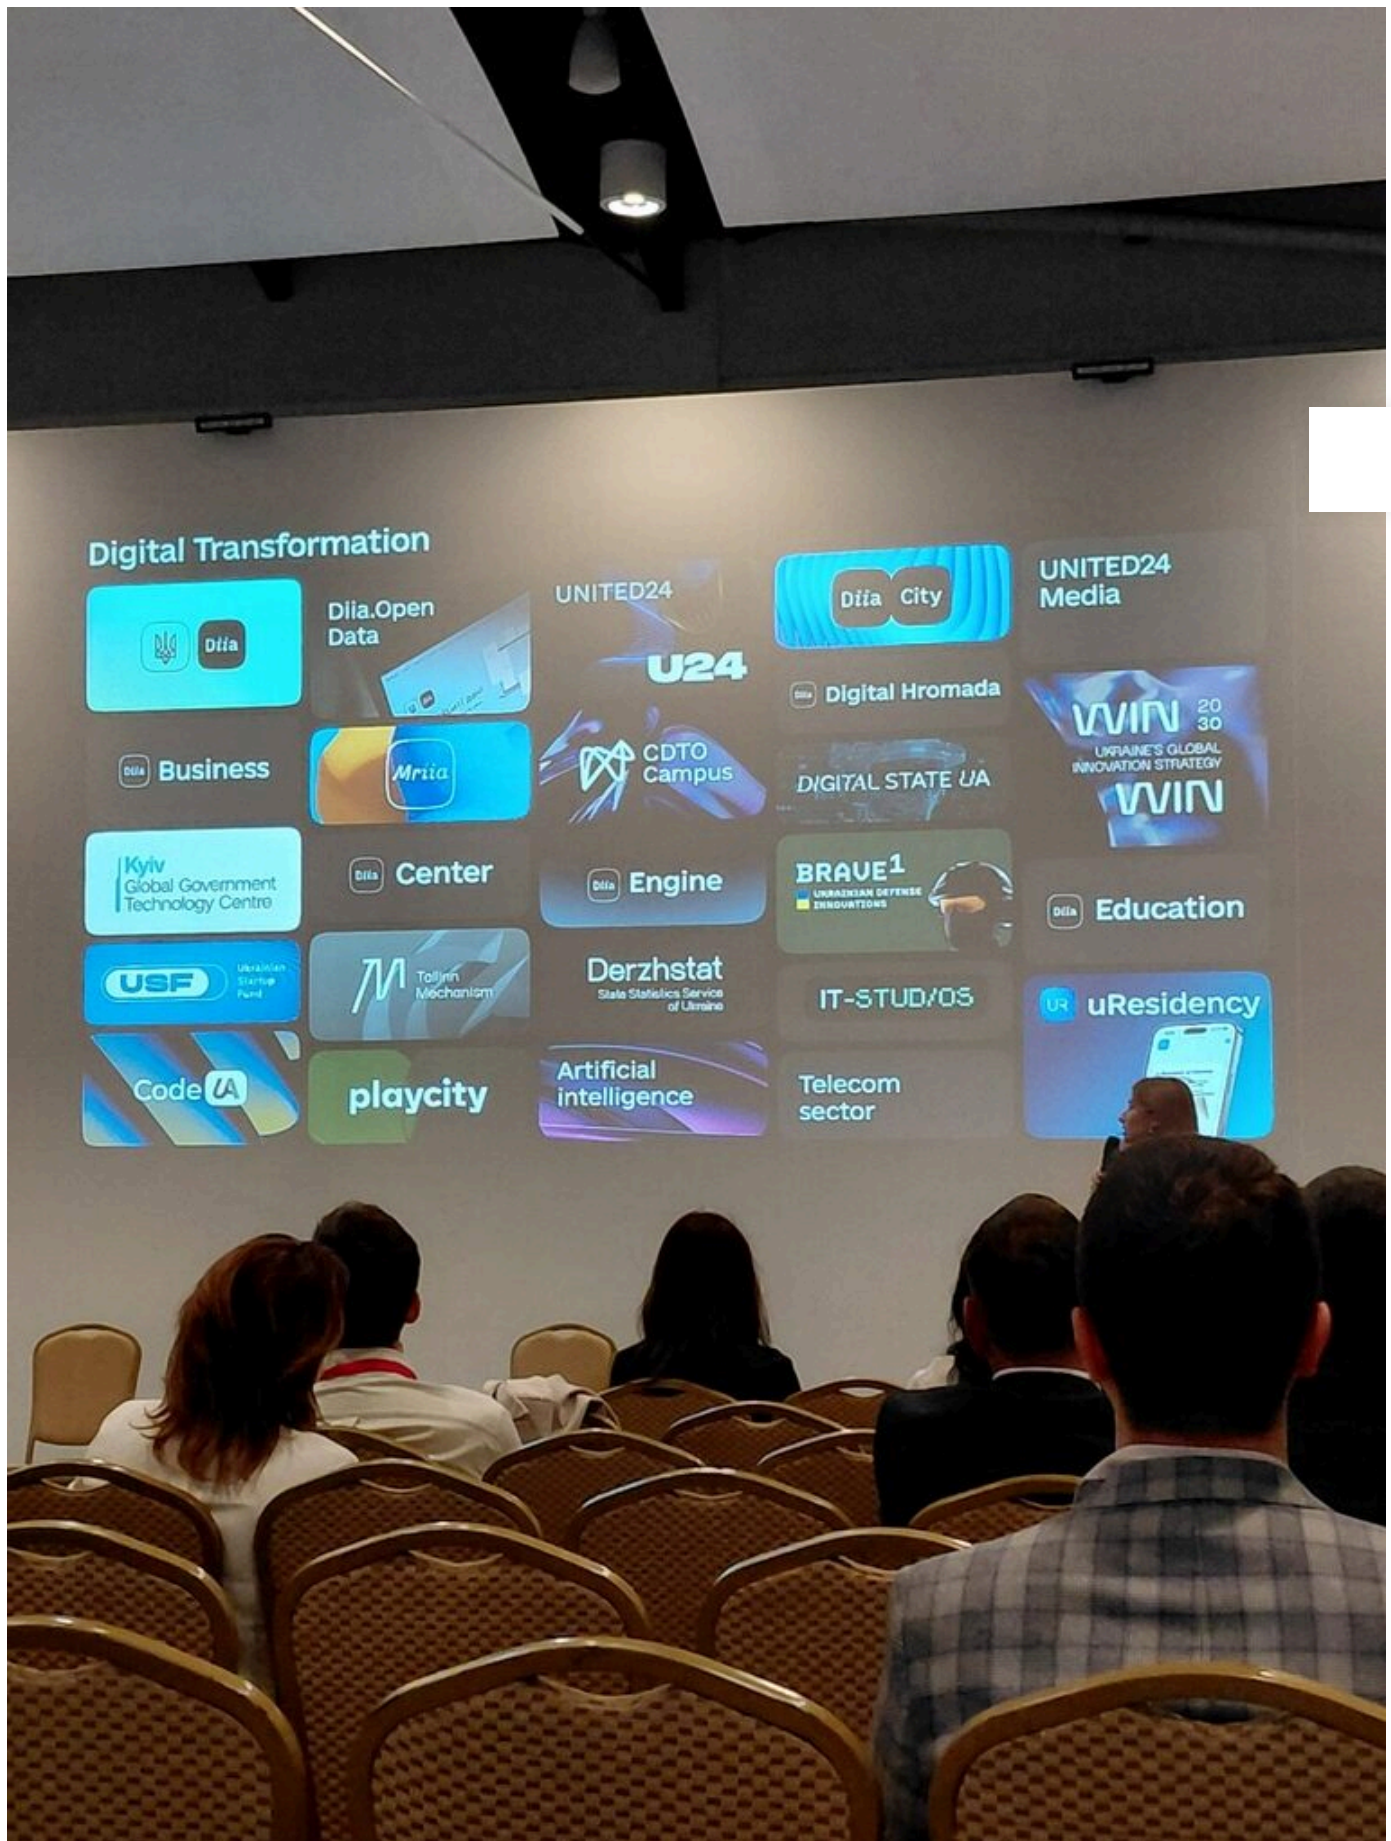 Digital Transformation
Diia
Diia.Open
Data
UNITED24
U24
Diia City
UNITED24
Media
Diia Business
Mriia
CDTO
Campus
Diia Digital Hromada
DIGITAL STATE UA
WIN 20
30
UKRAINE'S GLOBAL
INNOVATION STRATEGY
WIN
Kyiv
Global Government
Technology Centre
Diia Center
Diia Engine
BRAVE1
UKRAINIAN DEFENSE
INNOVATIONS
Diia Education
USF
Ukrainian
Startup
Fund
Tallinn
Mechanism
Derzhstat
State Statistics Service
of Ukraine
IT-STUD/OS
UR uResidency
Code UA
playcity
Artificial
intelligence
Telecom
sector